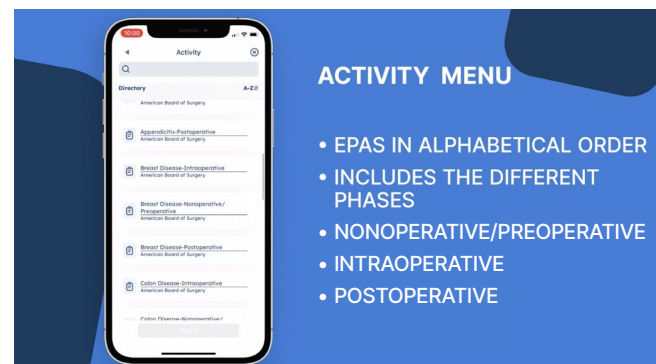 10:00
Activity
Directory
A-Z
American Board of Surgery
Appendicitis-Postoperative
American Board of Surgery
Breast Disease-Intraoperative
American Board of Surgery
Breast Disease-Nonoperative/
Preoperative
American Board of Surgery
Breast Disease-Postoperative
American Board of Surgery
Colon Disease-Intraoperative
American Board of Surgery
Colon Disease-Nonoperative/
NEXT
ACTIVITY MENU
• EPAS IN ALPHABETICAL ORDER
• INCLUDES THE DIFFERENT
PHASES
• NONOPERATIVE/PREOPERATIVE
• INTRAOPERATIVE
• POSTOPERATIVE